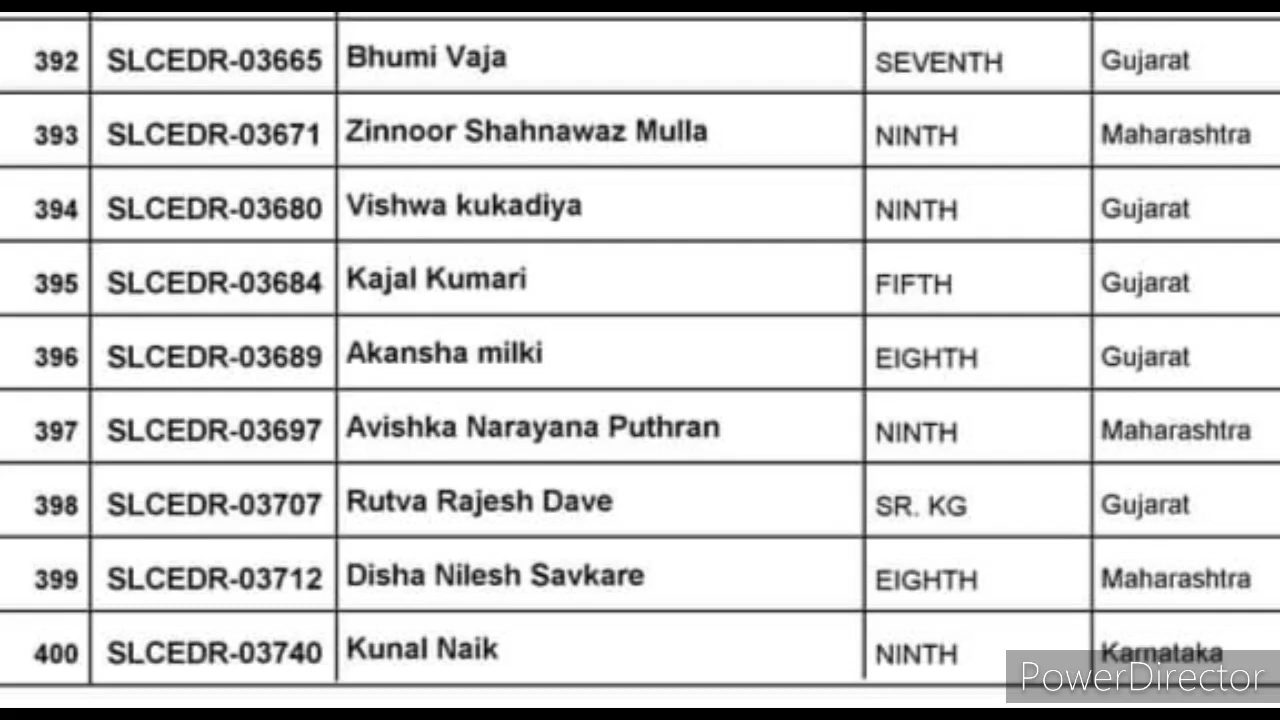 392 SLCEDR-03665 Bhumi Vaja SEVENTH Gujarat
393 SLCEDR-03671 Zinnoor Shahnawaz Mulla NINTH Maharashtra
394 SLCEDR-03680 Vishwa kukadiya NINTH Gujarat
395 SLCEDR-03684 Kajal Kumari FIFTH Gujarat
396 SLCEDR-03689 Akansha milki EIGHTH Gujarat
397 SLCEDR-03697 Avishka Narayana Puthran NINTH Maharashtra
398 SLCEDR-03707 Rutva Rajesh Dave SR. KG Gujarat
399 SLCEDR-03712 Disha Nilesh Savkare EIGHTH Maharashtra
400 SLCEDR-03740 Kunal Naik NINTH Karnataka
PowerDirector